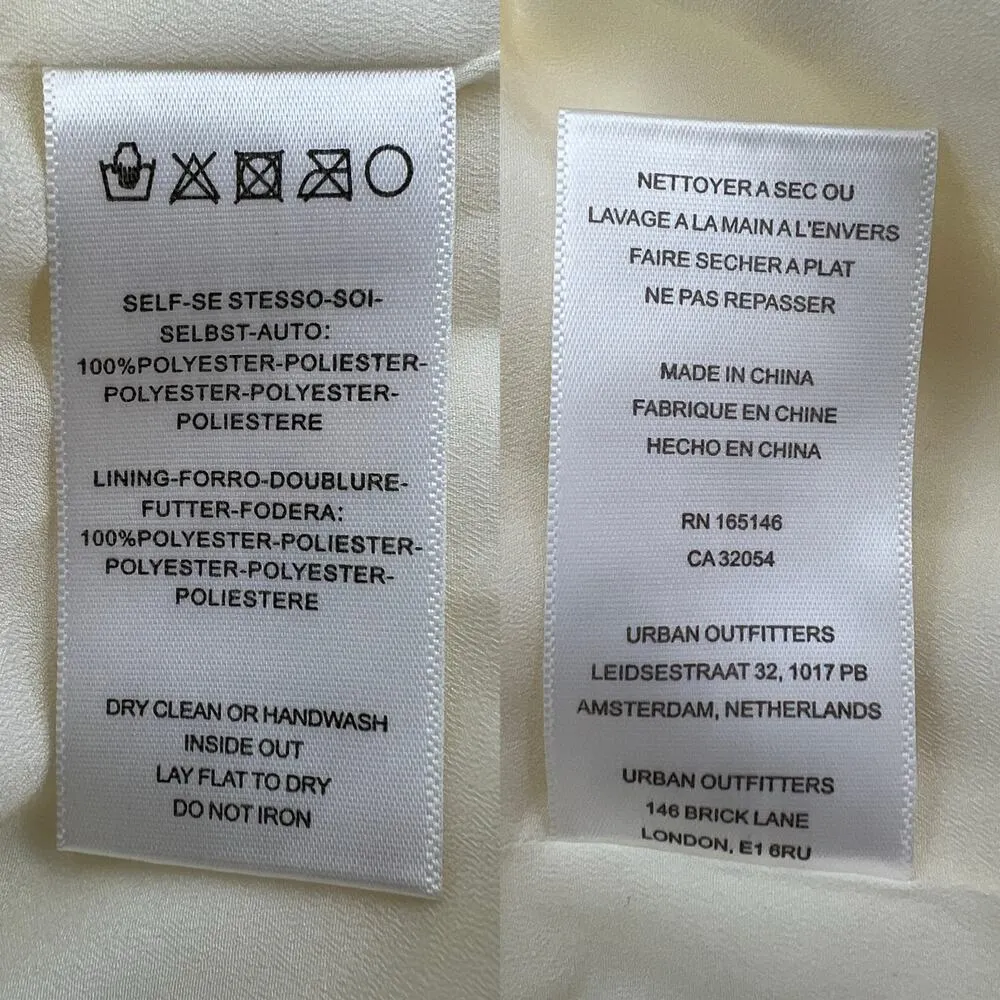 SELF-SE STESSO-SOI-
SELBST-AUTO:
100%POLYESTER-POLIESTER-
POLYESTER-POLYESTER-
POLIESTERE
LINING-FORRO-DOUBLURE-
FUTTER-FODERA:
100%POLYESTER-POLIESTER-
POLYESTER-POLYESTER-
POLIESTERE
DRY CLEAN OR HANDWASH
INSIDE OUT
LAY FLAT TO DRY
DO NOT IRON
NETTOYER A SEC OU
LAVAGE A LA MAIN A L'ENVERS
FAIRE SECHER A PLAT
NE PAS REPASSER
MADE IN CHINA
FABRIQUE EN CHINE
HECHO EN CHINA
RN 165146
CA 32054
URBAN OUTFITTERS
LEIDSESTRAAT 32, 1017 PB
AMSTERDAM, NETHERLANDS
URBAN OUTFITTERS
146 BRICK LANE
LONDON, E1 6RU